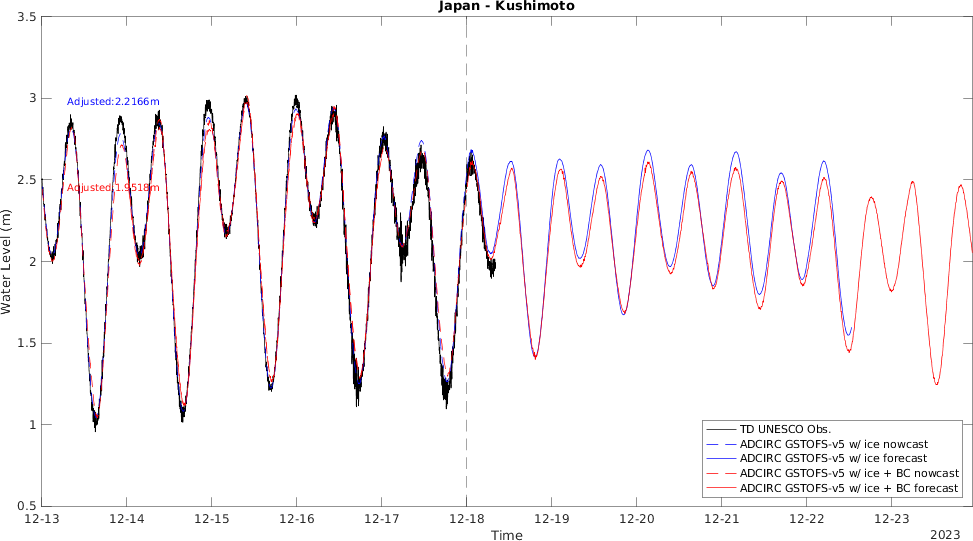 Japan - Kushimoto
3.5
3
2.5
2
1.5
1
0.5
Water Level (m)
Adjusted:2.2166m
Adjusted:1.9518m
TD UNESCO Obs.
ADCIRC GSTOFS-v5 w/ ice nowcast
ADCIRC GSTOFS-v5 w/ ice forecast
ADCIRC GSTOFS-v5 w/ ice + BC nowcast
ADCIRC GSTOFS-v5 w/ ice + BC forecast
12-13 12-14 12-15 12-16 12-17 12-18 12-19 12-20 12-21 12-22 12-23
Time
2023